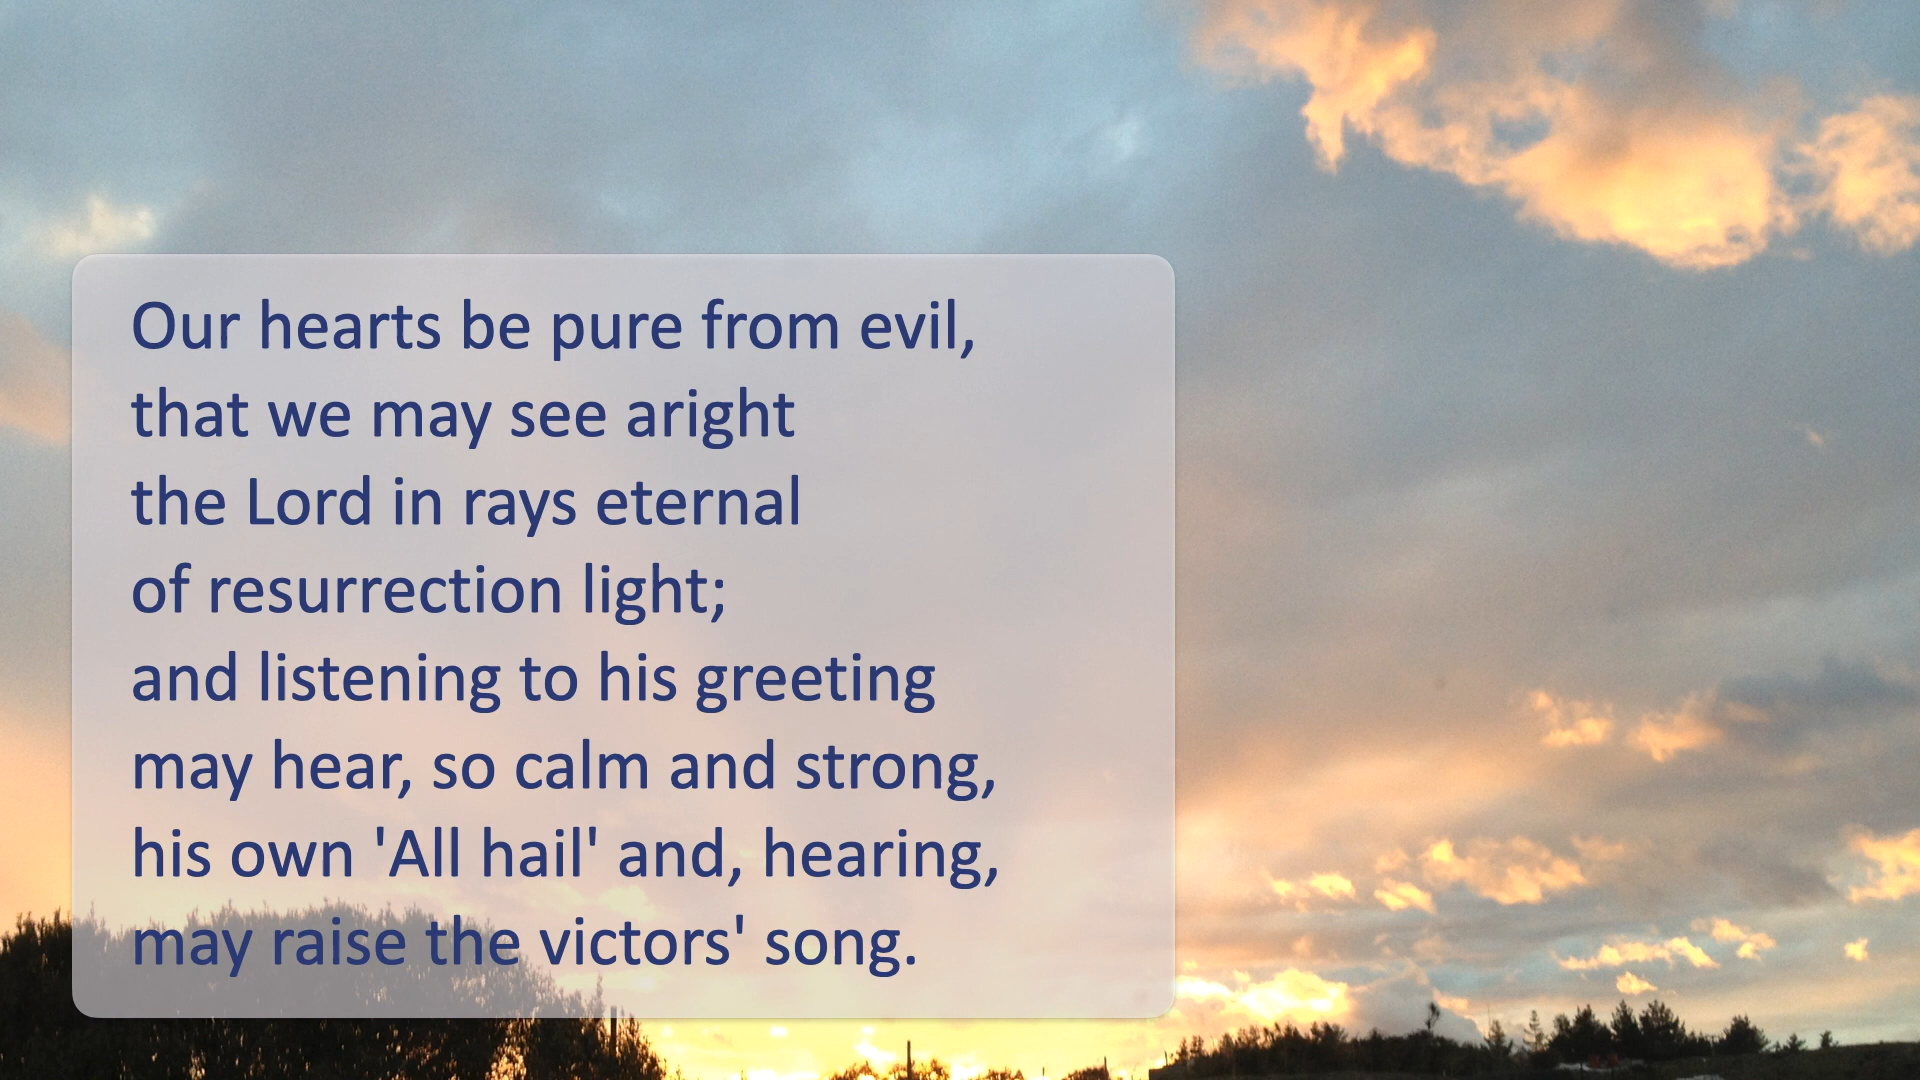 Our hearts be pure from evil,
that we may see aright
the Lord in rays eternal
of resurrection light;
and listening to his greeting
may hear, so calm and strong,
his own 'All hail' and, hearing,
may raise the victors' song.